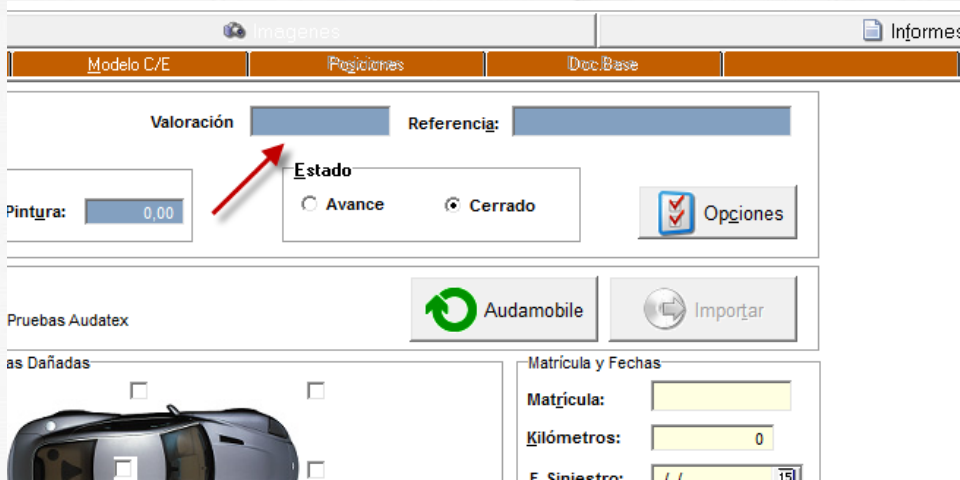 Imagenes
Informes
Modelo C/E
Posiciones
Doc.Base
Valoración
Referencia:
Estado
Avance
Cerrado
Pintura:
0,00
Opciones
Pruebas Audatex
Audamobile
Importar
as Dañadas
Matrícula y Fechas
Matrícula:
Kilómetros:
0
F. Siniestro:
/ /
15